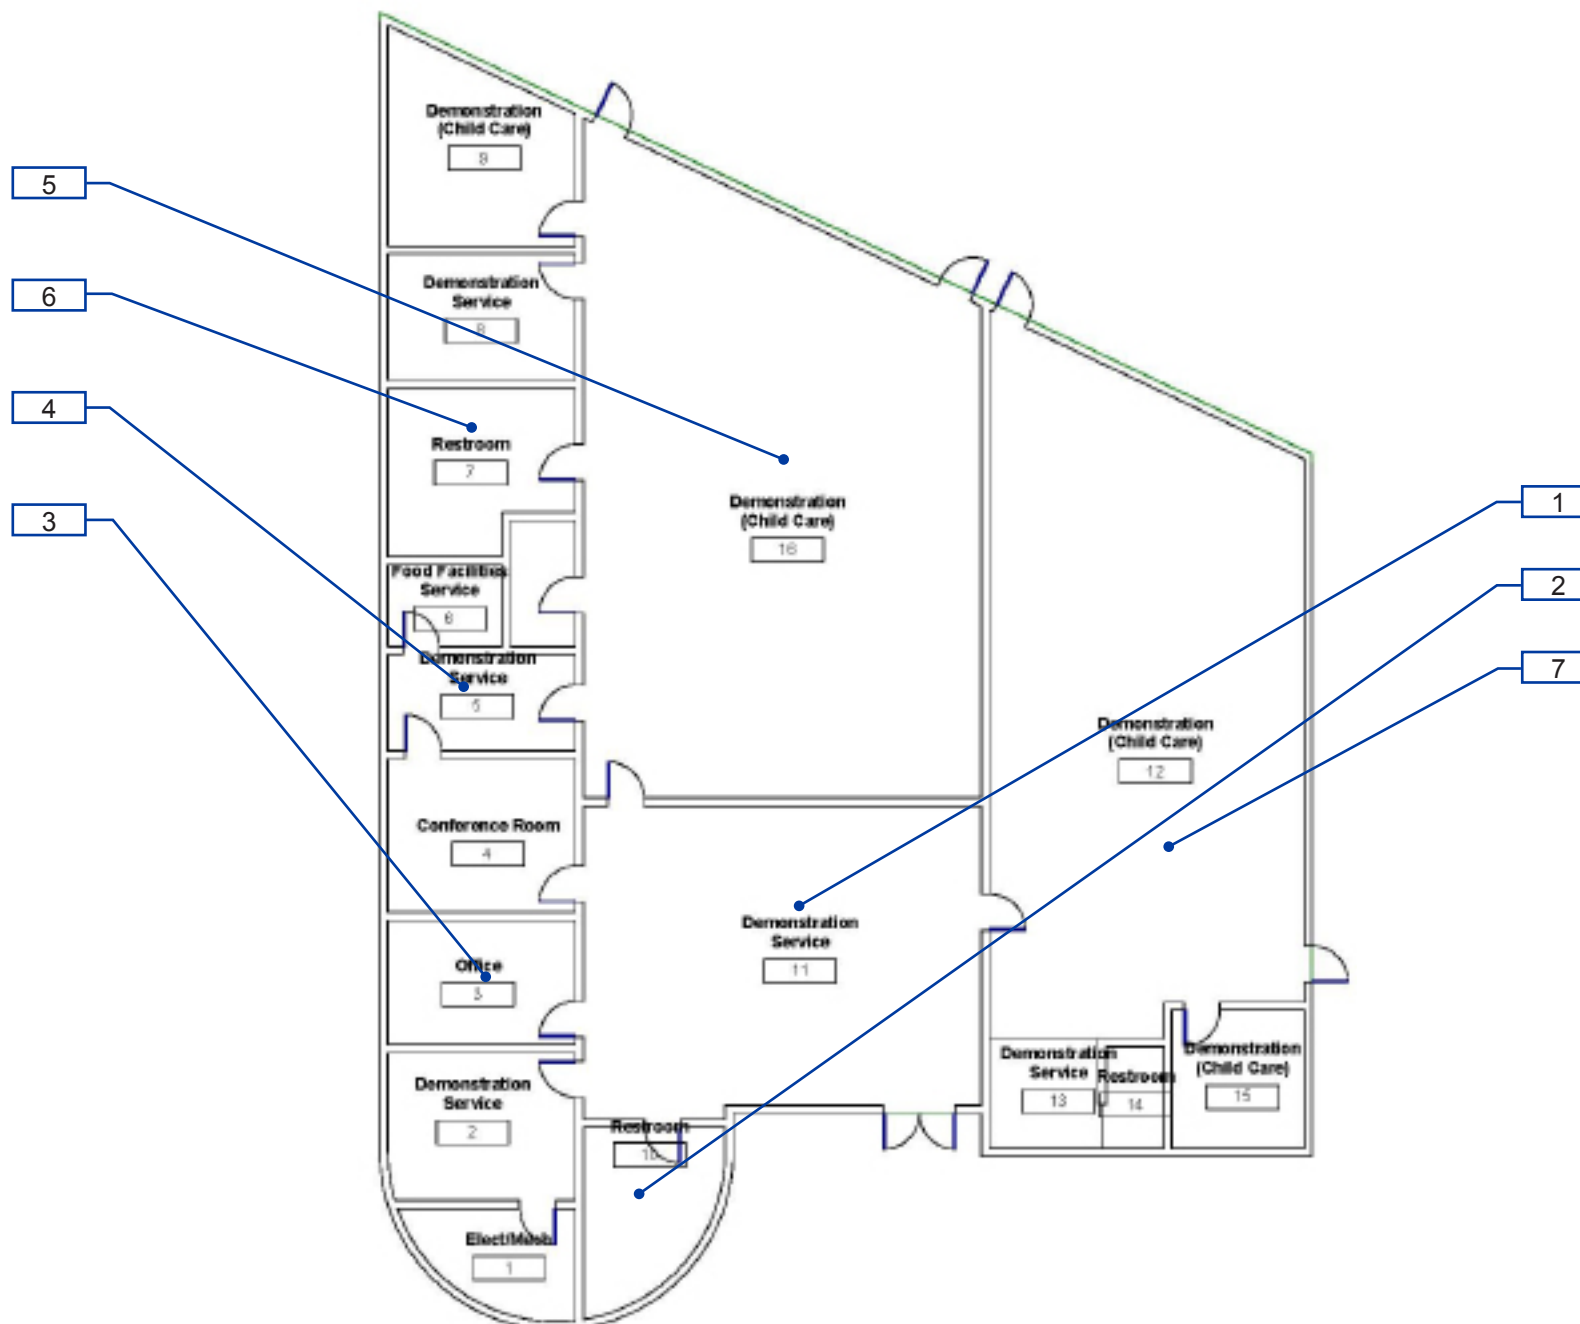 Demonstration
(Child Care)
9
5
Demonstration
Service
8
6
Restroom
7
4
3
Demonstration
(Child Care)
16
1
Food Facilities
Service
6
2
Demonstration
Service
5
7
Demonstration
(Child Care)
12
Conference Room
4
Demonstration
Service
11
Office
3
Demonstration
Service
13
Restroom
14
Demonstration
(Child Care)
15
Demonstration
Service
2
Restroom
10
Elect/Mech
1